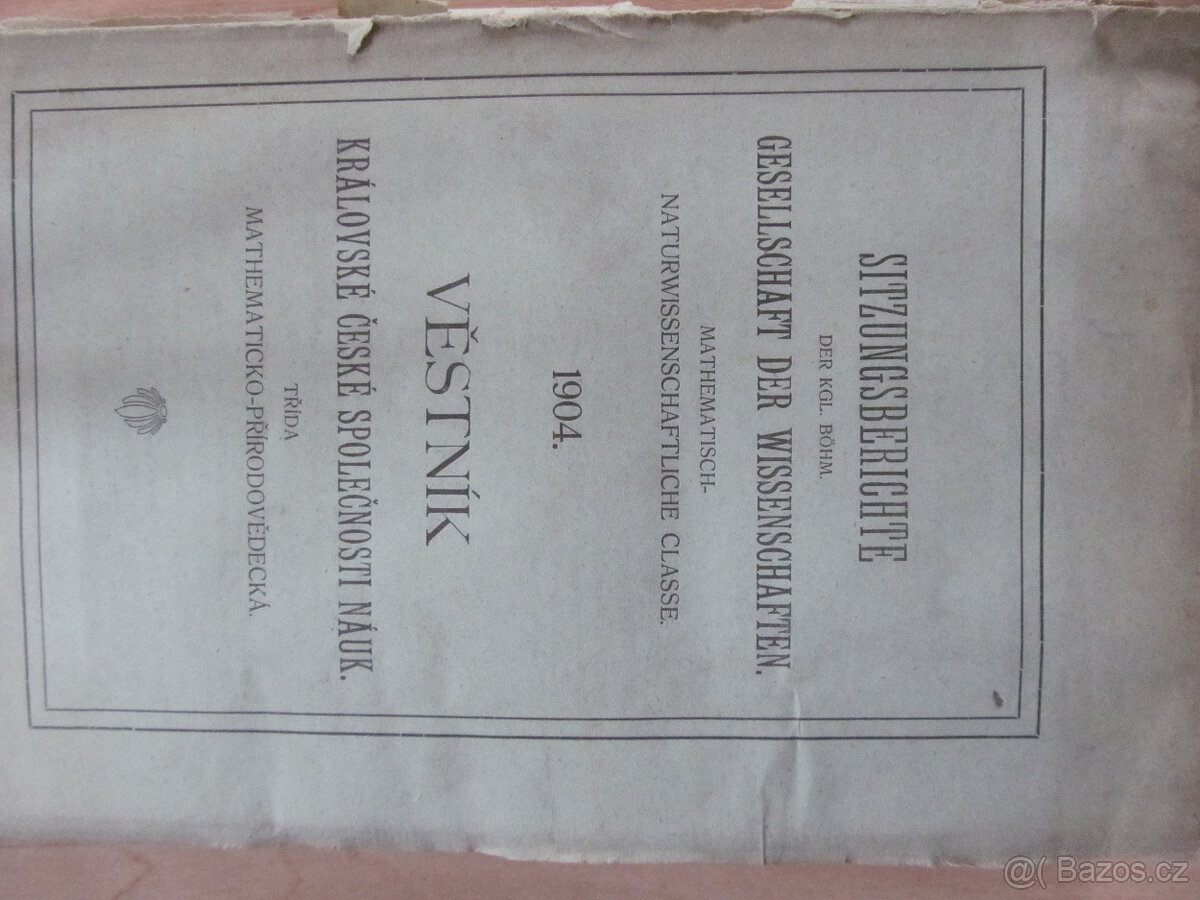 SITZUNGSBERICHTE
DER KGL. BÖHM.
GESELLSCHAFT DER WISSENSCHAFTEN.
MATHEMATISCH-
NATURWISSENSCHAFTLICHE CLASSE.
1904.
VĚSTNÍK
KRÁLOVSKÉ ČESKÉ SPOLEČNOSTI NÁUK.
TŘÍDA
MATHEMATICKO-PŘÍRODOVĚDECKÁ.
@( Bazos.cz